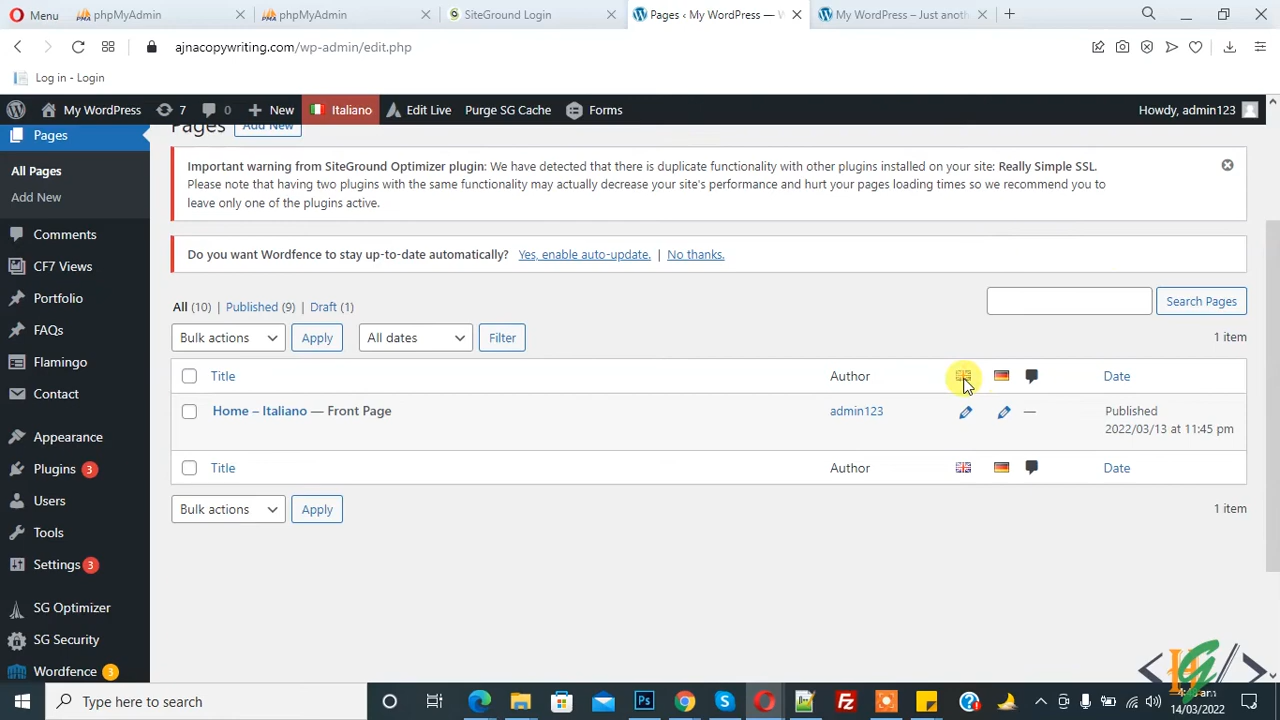 Menu
phpMyAdmin
phpMyAdmin
SiteGround Login
Pages ‹ My WordPress —
My WordPress – Just anoth
ajnacopywriting.com/wp-admin/edit.php
Log in - Login
My WordPress
7
0
New
Italiano
Edit Live
Purge SG Cache
Forms
Howdy, admin123
Pages
All Pages
Add New
Comments
CF7 Views
Portfolio
FAQs
Flamingo
Contact
Appearance
Plugins 3
Users
Tools
Settings 3
SG Optimizer
SG Security
Wordfence 2
Pages Add New
Important warning from SiteGround Optimizer plugin: We have detected that there is duplicate functionality with other plugins installed on your site: Really Simple SSL.
Please note that having two plugins with the same functionality may actually decrease your site's performance and hurt your pages loading times so we recommend you to
leave only one of the plugins active.
Do you want Wordfence to stay up-to-date automatically? Yes, enable auto-update. | No thanks.
All (10) | Published (9) | Draft (1)
Search Pages
Bulk actions Apply All dates Filter
1 item
Title Author Date
Home – Italiano — Front Page admin123 — Published
2022/03/13 at 11:45 pm
Title Author Date
Bulk actions Apply
1 item
Type here to search
14/03/2022